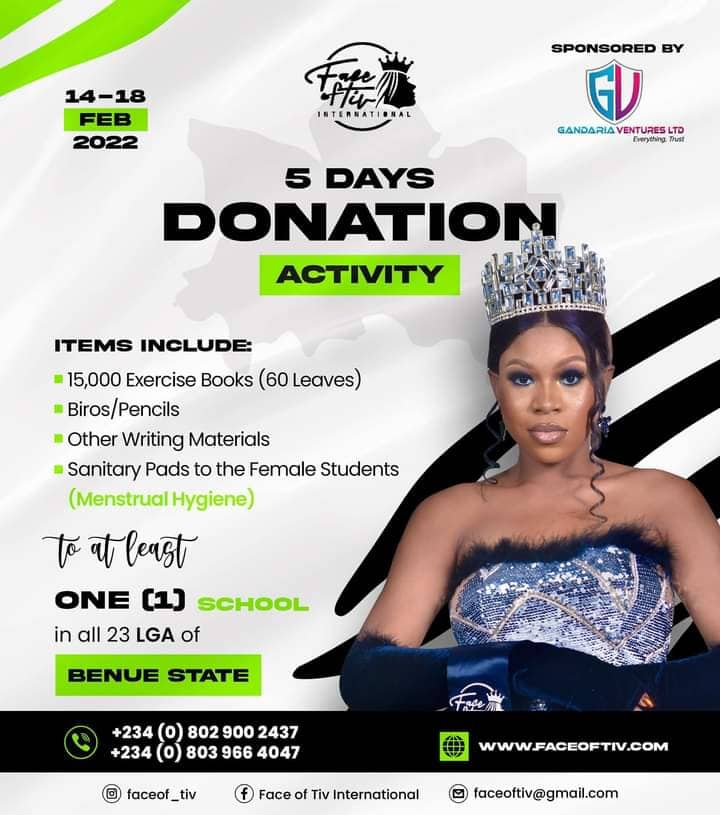 14-18
FEB
2022
Face
of Tiv
INTERNATIONAL
SPONSORED BY
GU
GANDARIA VENTURES LTD
Everything, Trust
5 DAYS
DONATION
ACTIVITY
ITEMS INCLUDE:
15,000 Exercise Books (60 Leaves)
Biros/Pencils
Other Writing Materials
Sanitary Pads to the Female Students
(Menstrual Hygiene)
to at least
ONE (1) SCHOOL
in all 23 LGA of
BENUE STATE
Face
+234 (0) 802 900 2437
+234 (0) 803 966 4047
WWW.FACEOFTIV.COM
faceof_tiv
Face of Tiv International
faceoftiv@gmail.com